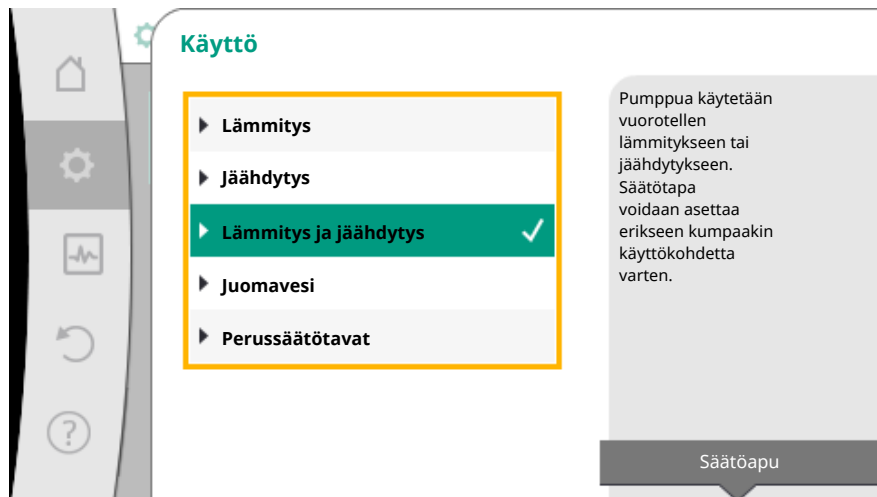 Käyttö
Lämmitys
Jäähdytys
Lämmitys ja jäähdytys
Juomavesi
Perussäätötavat
Pumppua käytetään
vuorotellen
lämmitykseen tai
jäähdytykseen.
Säätötapa
voidaan asettaa
erikseen kumpaakin
käyttökohdetta
varten.
Säätöapu